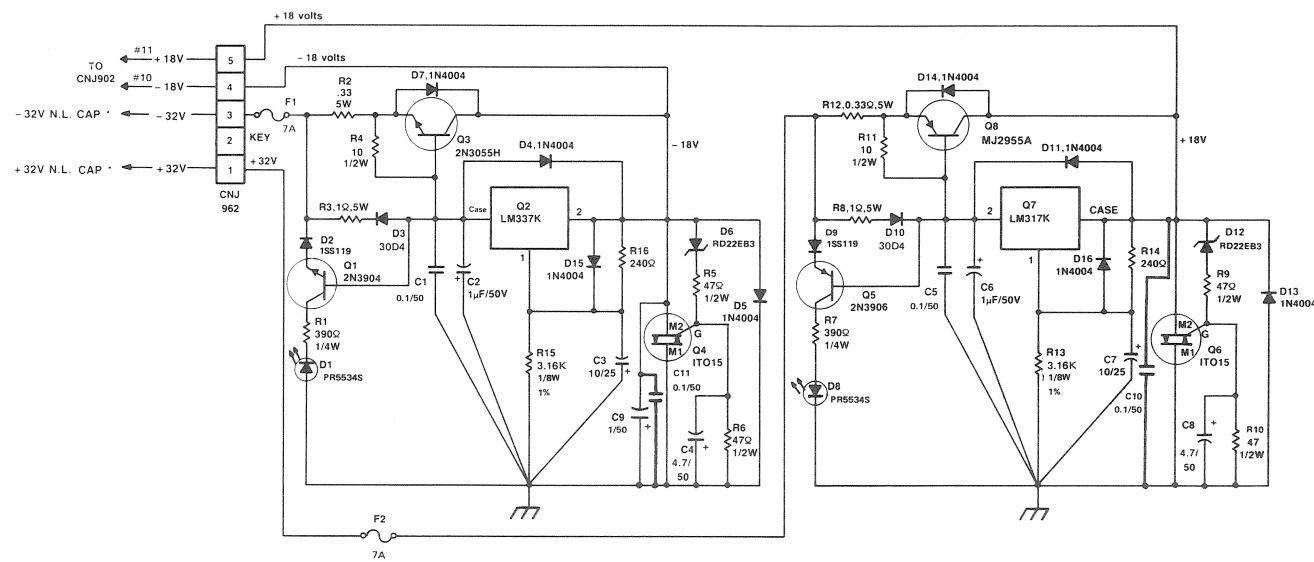 + 18 volts
#11
+ 18V
5
TO
CNJ902
#10
− 18V
4
− 18 volts
− 32V N.L. CAP *
− 32V
3
F1
7A
2
KEY
+32V N.L. CAP *
+ 32V
1
+32V
CNJ
962
R2
.33
5W
D7,1N4004
R4
10
1/2W
Q3
2N3055H
D4,1N4004
− 18V
R3,1Ω,5W
D3
30D4
Case
Q2
LM337K
2
1
D2
1SS119
Q1
2N3904
R1
390Ω
1/4W
D1
PR5534S
C1
0.1/50
+
C2
1µF/50V
D15
1N4004
R16
240Ω
D6
RD22EB3
R5
47Ω
1/2W
D5
1N4004
M2
G
M1
Q4
ITO15
R15
3.16K
1/8W
1%
C3
10/25
+
C11
0.1/50
C9
1/50
+
C4
4.7/
50
+
R6
47Ω
1/2W
F2
7A
R12,0.33Ω,5W
D14,1N4004
R11
10
1/2W
Q8
MJ2955A
D11,1N4004
+ 18V
R8,1Ω,5W
D10
30D4
2
Q7
LM317K
CASE
1
D9
1SS119
Q5
2N3906
R7
390Ω
1/4W
D8
PR5534S
C5
0.1/50
+
C6
1µF/50V
D16
1N4004
R14
240Ω
D12
RD22EB3
R9
47Ω
1/2W
D13
1N4004
M2
G
M1
Q6
ITO15
R13
3.16K
1/8W
1%
+
C7
10/25
C10
0.1/50
C8
4.7/
50
+
R10
47
1/2W